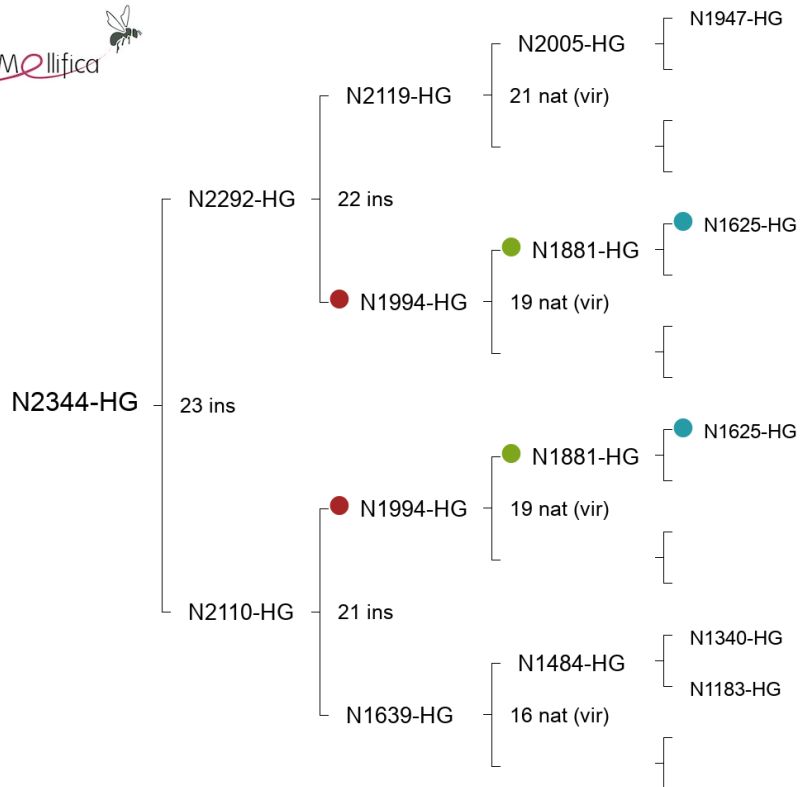 Mellifica
N1947-HG
N2005-HG
N2119-HG
21 nat (vir)
N2292-HG
22 ins
N1625-HG
N1881-HG
N1994-HG
19 nat (vir)
N2344-HG
23 ins
N1625-HG
N1881-HG
N1994-HG
19 nat (vir)
N2110-HG
21 ins
N1340-HG
N1484-HG
N1183-HG
N1639-HG
16 nat (vir)